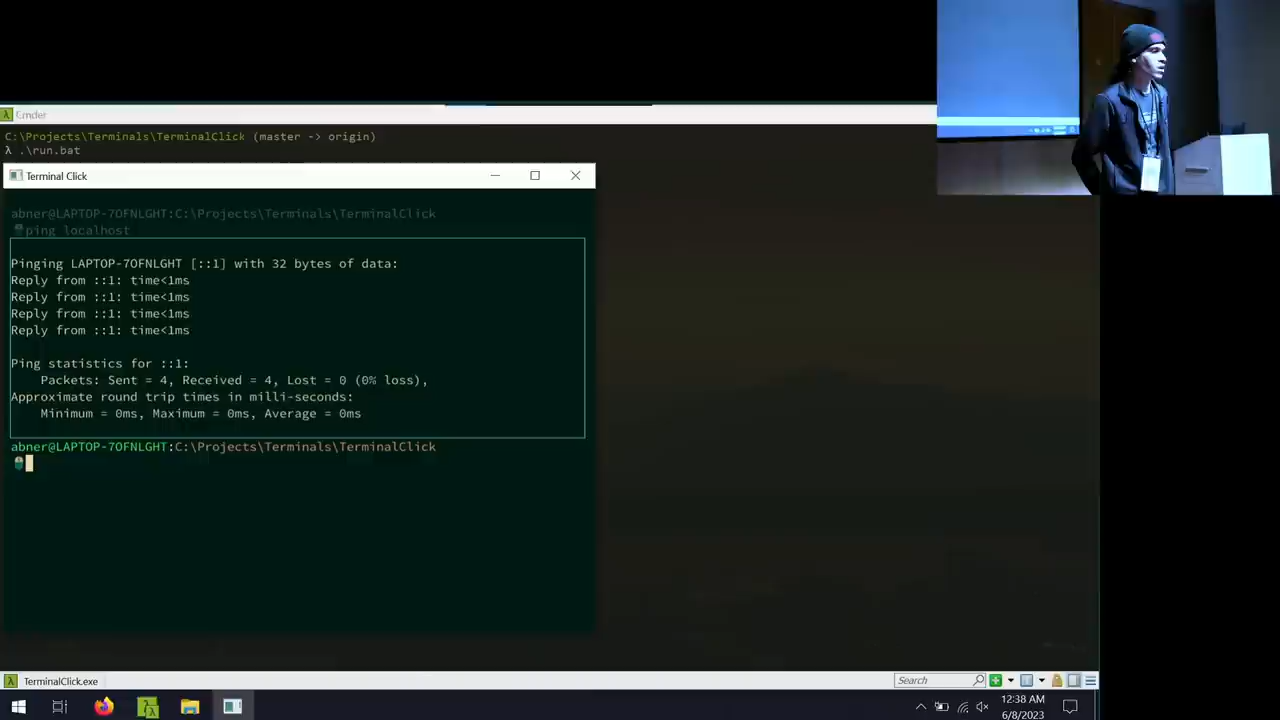 Cmder
C:\Projects\Terminals\TerminalClick (master -> origin)
λ .\run.bat
Terminal Click
abner@LAPTOP-7OFNLGHT:C:\Projects\Terminals\TerminalClick
ping localhost
Pinging LAPTOP-7OFNLGHT [::1] with 32 bytes of data:
Reply from ::1: time<1ms
Reply from ::1: time<1ms
Reply from ::1: time<1ms
Reply from ::1: time<1ms
Ping statistics for ::1:
Packets: Sent = 4, Received = 4, Lost = 0 (0% loss),
Approximate round trip times in milli-seconds:
Minimum = 0ms, Maximum = 0ms, Average = 0ms
abner@LAPTOP-7OFNLGHT:C:\Projects\Terminals\TerminalClick
TerminalClick.exe
Search
12:38 AM
6/8/2023